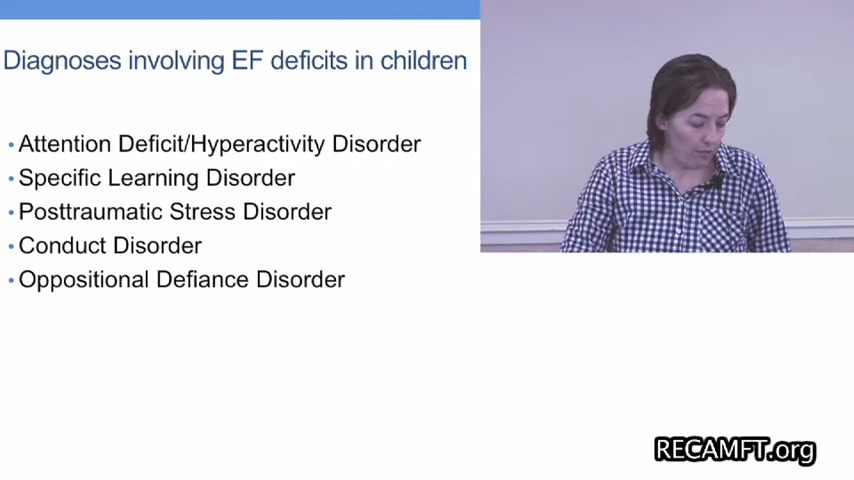 Diagnoses involving EF deficits in children
• Attention Deficit/Hyperactivity Disorder
• Specific Learning Disorder
• Posttraumatic Stress Disorder
• Conduct Disorder
• Oppositional Defiance Disorder
RECAMFT.org